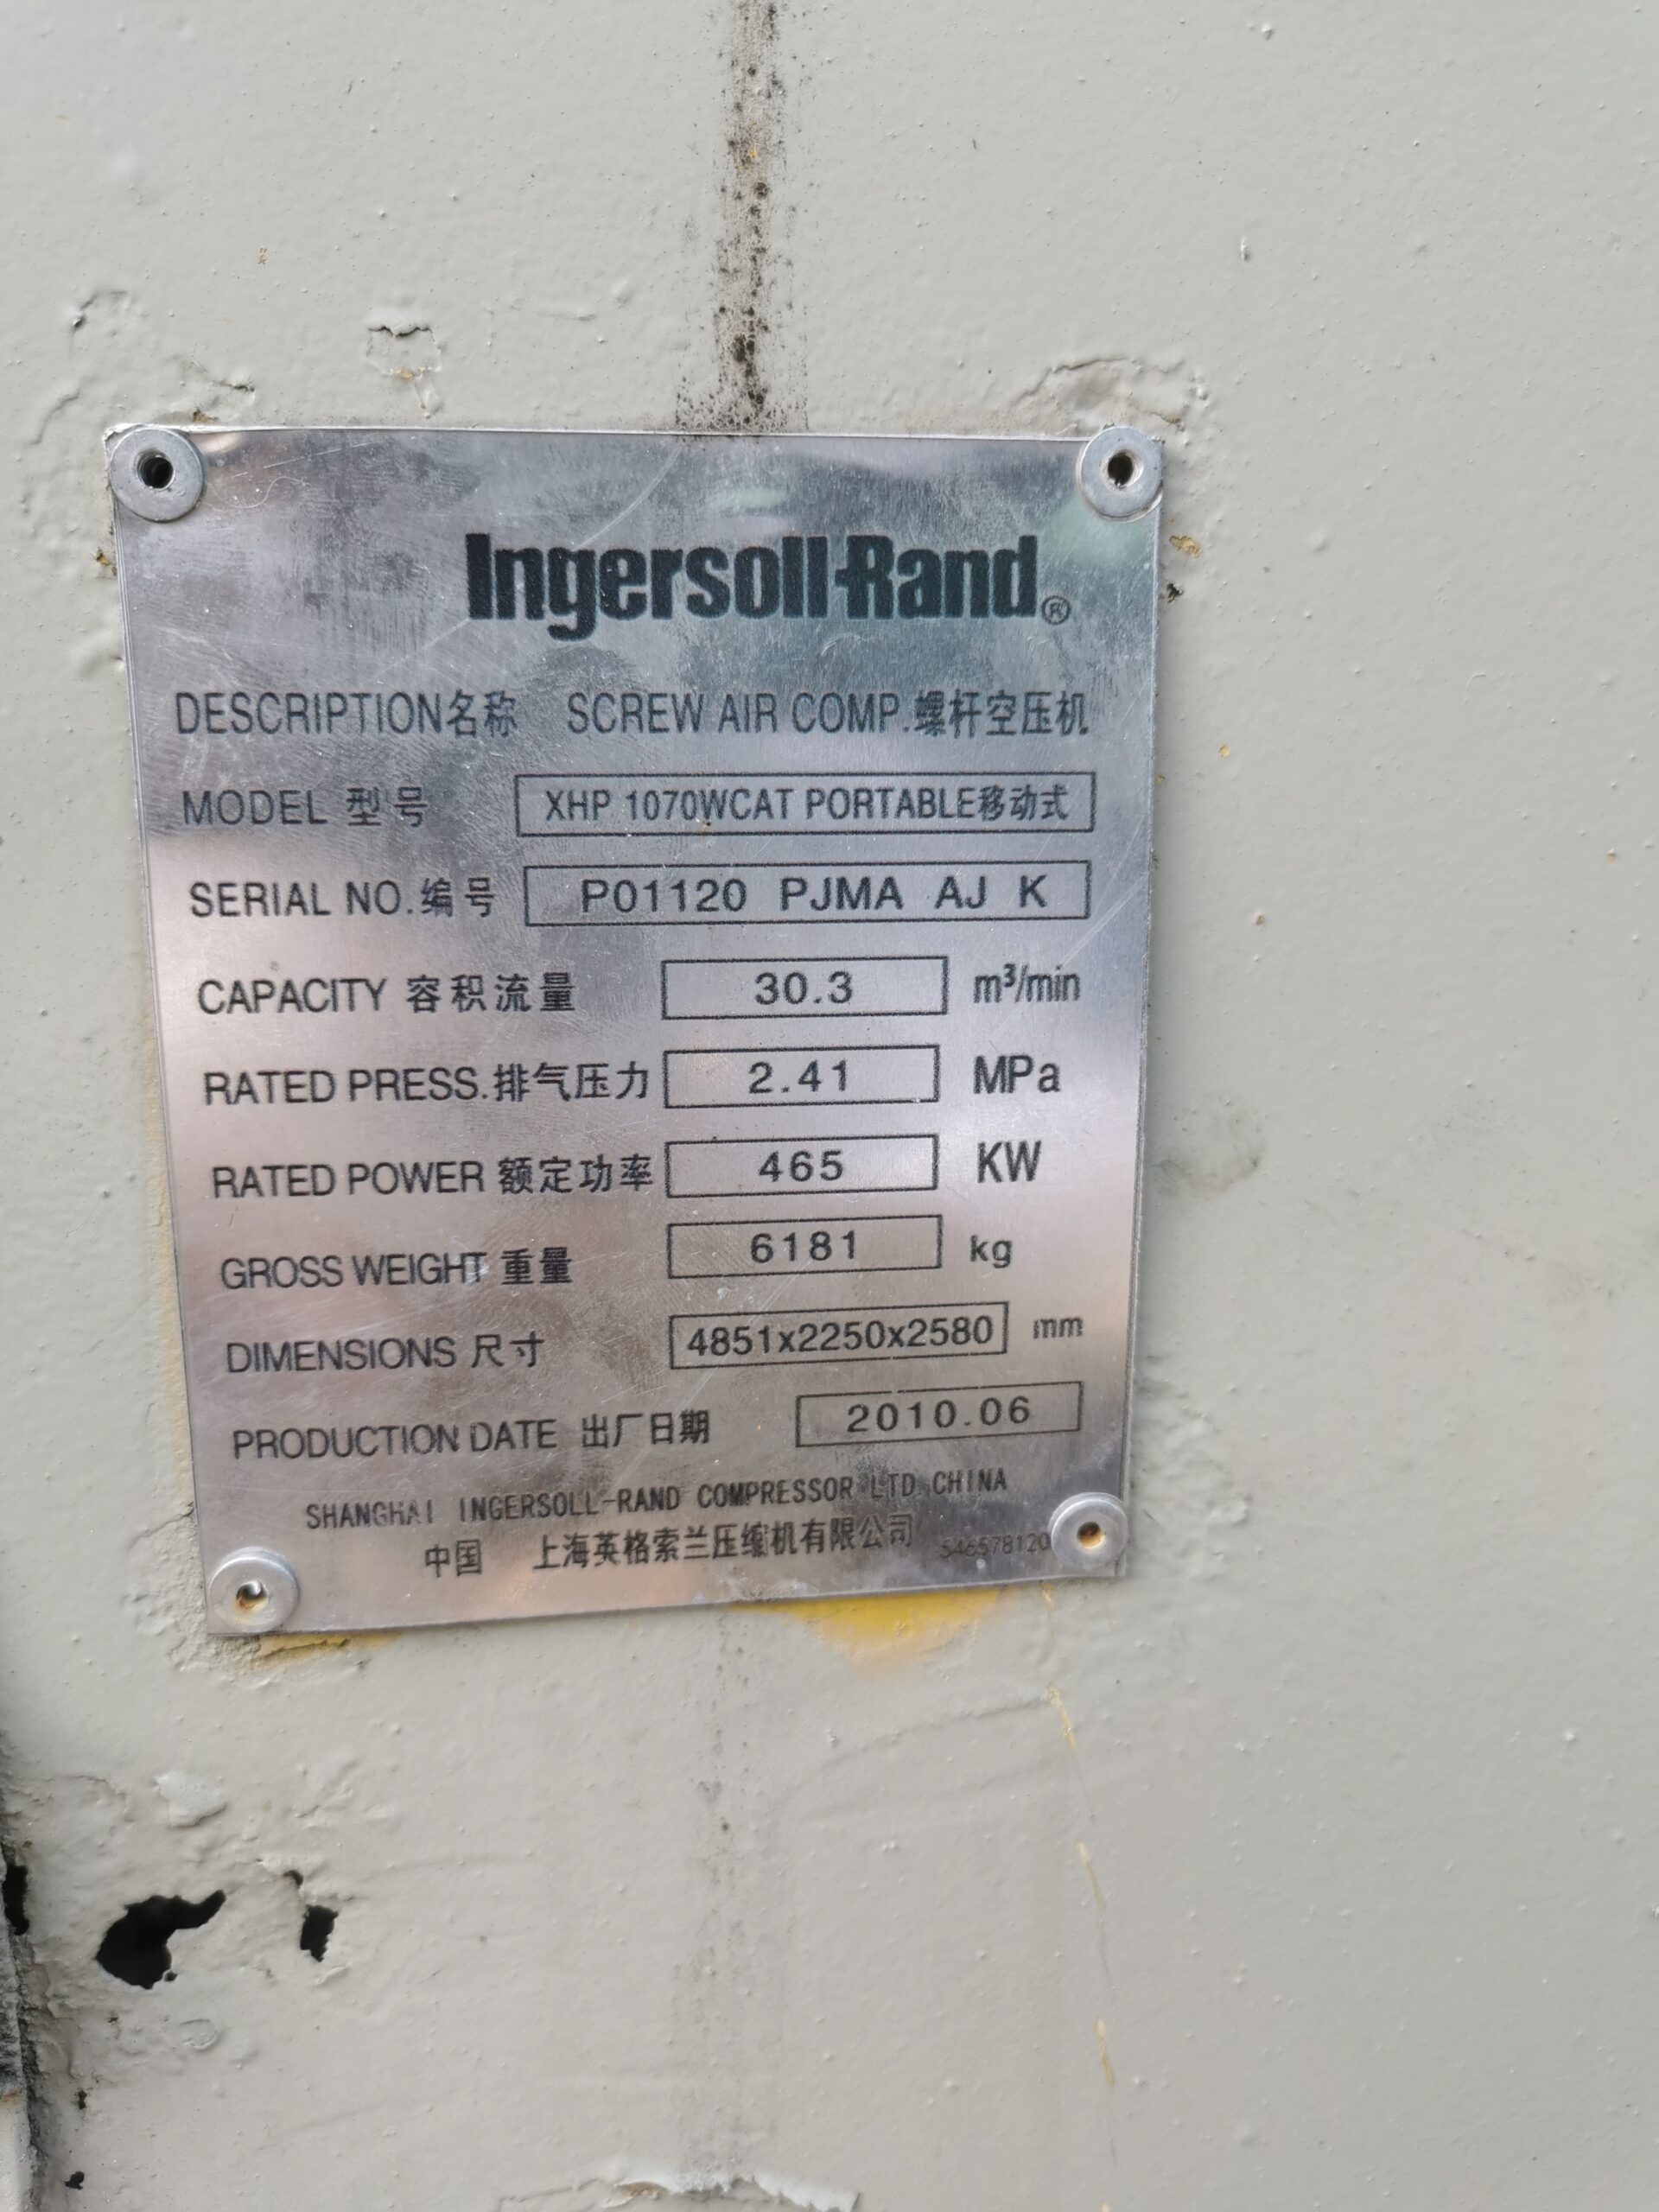 Ingersoll-Rand®
DESCRIPTION名称 SCREW AIR COMP.螺杆空压机
MODEL 型号 XHP 1070WCAT PORTABLE移动式
SERIAL NO.编号 P01120 PJMA AJ K
CAPACITY 容积流量 30.3 m³/min
RATED PRESS.排气压力 2.41 MPa
RATED POWER 额定功率 465 KW
GROSS WEIGHT 重量 6181 kg
DIMENSIONS 尺寸 4851x2250x2580 mm
PRODUCTION DATE 出厂日期 2010.06
SHANGHAI INGERSOLL-RAND COMPRESSOR LTD.CHINA
中国 上海英格索兰压缩机有限公司